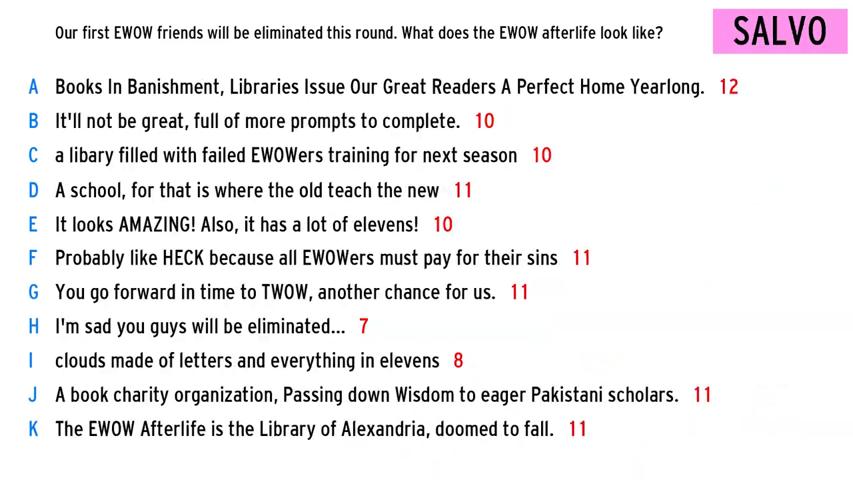 Our first EWOW friends will be eliminated this round. What does the EWOW afterlife look like?
SALVO
A Books In Banishment, Libraries Issue Our Great Readers A Perfect Home Yearlong. 12
B It'll not be great, full of more prompts to complete. 10
C a libary filled with failed EWOWers training for next season 10
D A school, for that is where the old teach the new 11
E It looks AMAZING! Also, it has a lot of elevens! 10
F Probably like HECK because all EWOWers must pay for their sins 11
G You go forward in time to TWOW, another chance for us. 11
H I'm sad you guys will be eliminated... 7
I clouds made of letters and everything in elevens 8
J A book charity organization, Passing down Wisdom to eager Pakistani scholars. 11
K The EWOW Afterlife is the Library of Alexandria, doomed to fall. 11